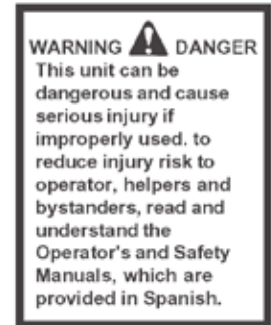 WARNING DANGER
This unit can be
dangerous and cause
serious injury if
improperly used. to
reduce injury risk to
operator, helpers and
bystanders, read and
understand the
Operator's and Safety
Manuals, which are
provided in Spanish.